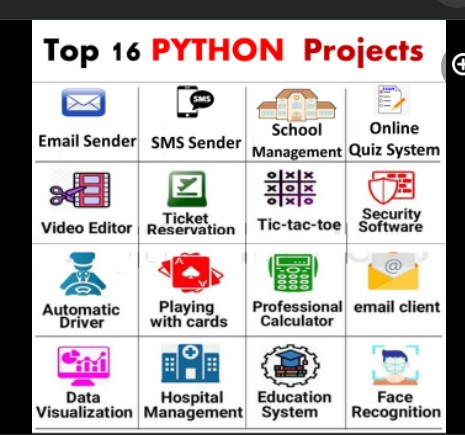 Top 16 PYTHON Projects
Email Sender
SMS
SMS Sender
School
Management
Online
Quiz System
Video Editor
Ticket
Reservation
Tic-tac-toe
Security
Software
Automatic
Driver
A
Playing
with cards
Professional
Calculator
@
email client
Data
Visualization
Hospital
Management
Education
System
Face
Recognition